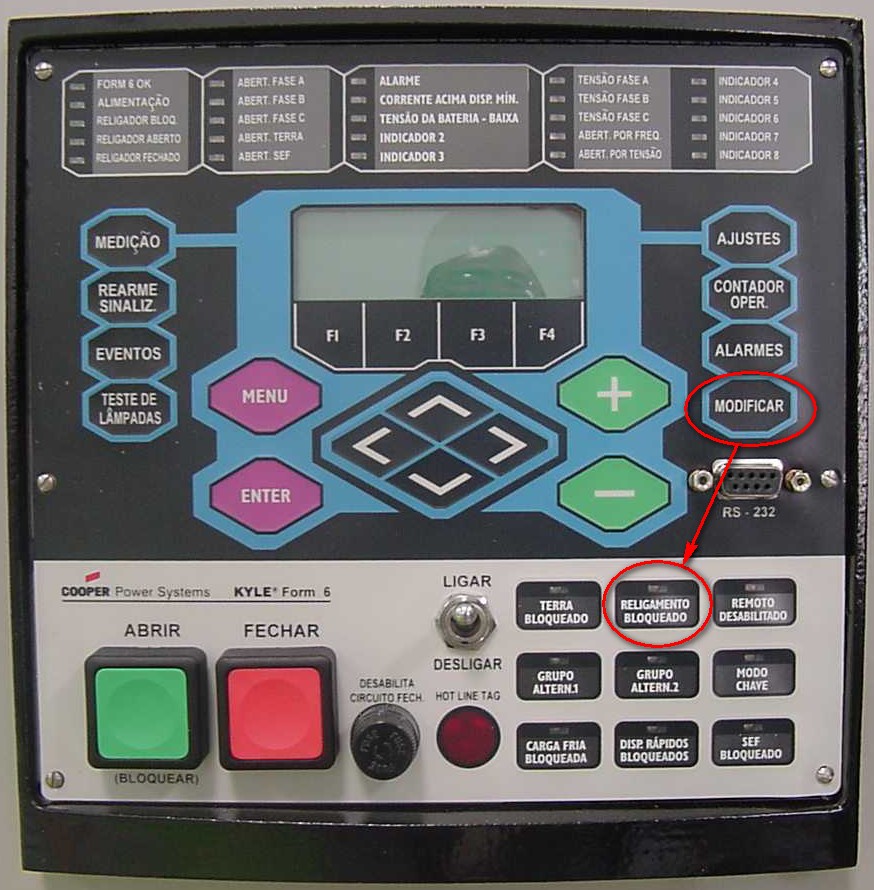 FORM 6 OK
ALIMENTAÇÃO
RELIGADOR BLOQ.
RELIGADOR ABERTO
RELIGADOR FECHADO
ABERT. FASE A
ABERT. FASE B
ABERT. FASE C
ABERT. TERRA
ABERT. SEF
ALARME
CORRENTE ACIMA DISP. MÍN.
TENSÃO DA BATERIA - BAIXA
INDICADOR 2
INDICADOR 3
TENSÃO FASE A
TENSÃO FASE B
TENSÃO FASE C
ABERT. POR FREQ.
ABERT. POR TENSÃO
INDICADOR 4
INDICADOR 5
INDICADOR 6
INDICADOR 7
INDICADOR 8
MEDIÇÃO
REARME
SINALIZ.
EVENTOS
TESTE DE
LÂMPADAS
F1 F2 F3 F4
MENU
ENTER
+
−
AJUSTES
CONTADOR
OPER.
ALARMES
MODIFICAR
RS - 232
COOPER Power Systems KYLE® Form 6
ABRIR
FECHAR
(BLOQUEAR)
LIGAR
DESLIGAR
DESABILITA
CIRCUITO FECH.
HOT LINE TAG
TERRA
BLOQUEADO
RELIGAMENTO
BLOQUEADO
REMOTO
DESABILITADO
GRUPO
ALTERN.1
GRUPO
ALTERN.2
MODO
CHAVE
CARGA FRIA
BLOQUEADA
DISP. RÁPIDOS
BLOQUEADOS
SEF
BLOQUEADO